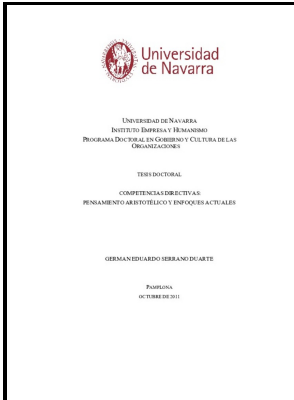 Universidad
de Navarra
UNIVERSIDAD DE NAVARRA
INSTITUTO EMPRESA Y HUMANISMO
PROGRAMA DOCTORAL EN GOBIERNO Y CULTURA DE LAS
ORGANIZACIONES
TESIS DOCTORAL
COMPETENCIAS DIRECTIVAS:
PENSAMIENTO ARISTOTÉLICO Y ENFOQUES ACTUALES
GERMAN EDUARDO SERRANO DUARTE
PAMPLONA
OCTUBRE DE 2011